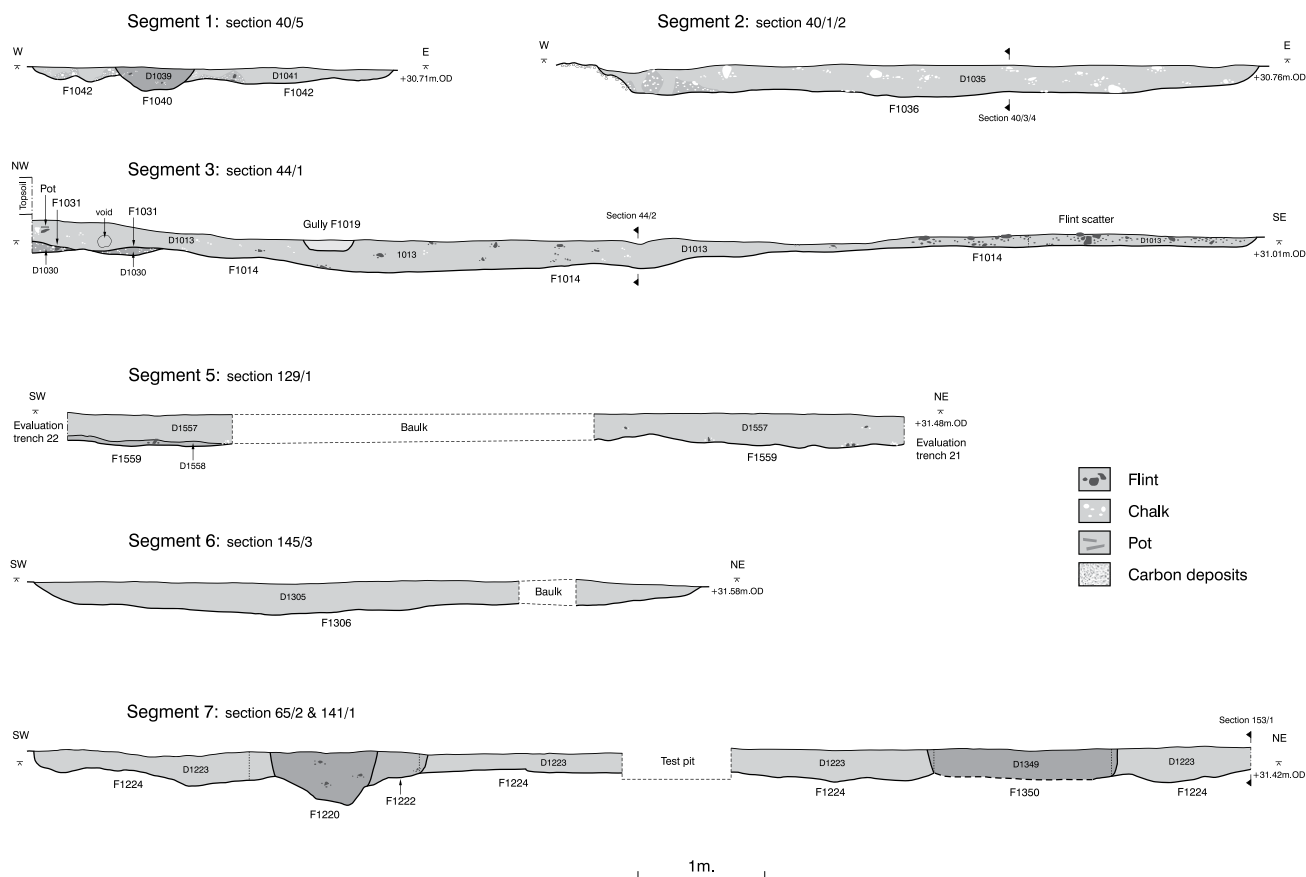 Segment 1: section 40/5
W
E
D1039
D1041
+30.71m.OD
F1042
F1040
F1042
Segment 2: section 40/1/2
W
E
D1035
+30.76m.OD
F1036
Section 40/3/4
Segment 3: section 44/1
NW
Topsoil
Pot
F1031
void
F1031
Gully F1019
Section 44/2
Flint scatter
SE
D1013
1013
D1013
D1013
+31.01m.OD
D1030
D1030
F1014
F1014
F1014
Segment 5: section 129/1
SW
NE
Evaluation
trench 22
D1557
Baulk
D1557
+31.48m.OD
Evaluation
trench 21
F1559
D1558
F1559
Flint
Chalk
Pot
Carbon deposits
Segment 6: section 145/3
SW
NE
D1305
Baulk
+31.58m.OD
F1306
Segment 7: section 65/2 & 141/1
Section 153/1
SW
NE
D1223
D1223
Test pit
D1223
D1349
D1223
+31.42m.OD
F1224
F1220
F1222
F1224
F1224
F1350
F1224
1m.